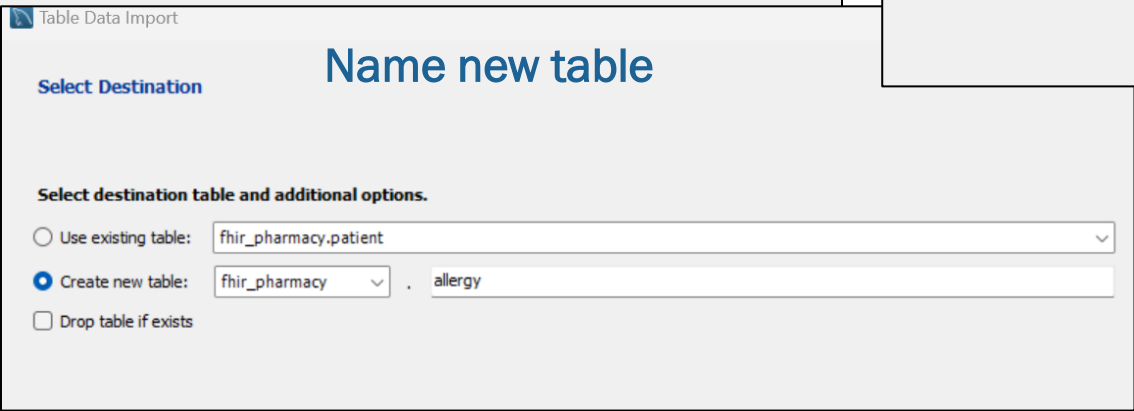 Table Data Import
Name new table
Select Destination
Select destination table and additional options.
Use existing table: fhir_pharmacy.patient
Create new table: fhir_pharmacy . allergy
Drop table if exists